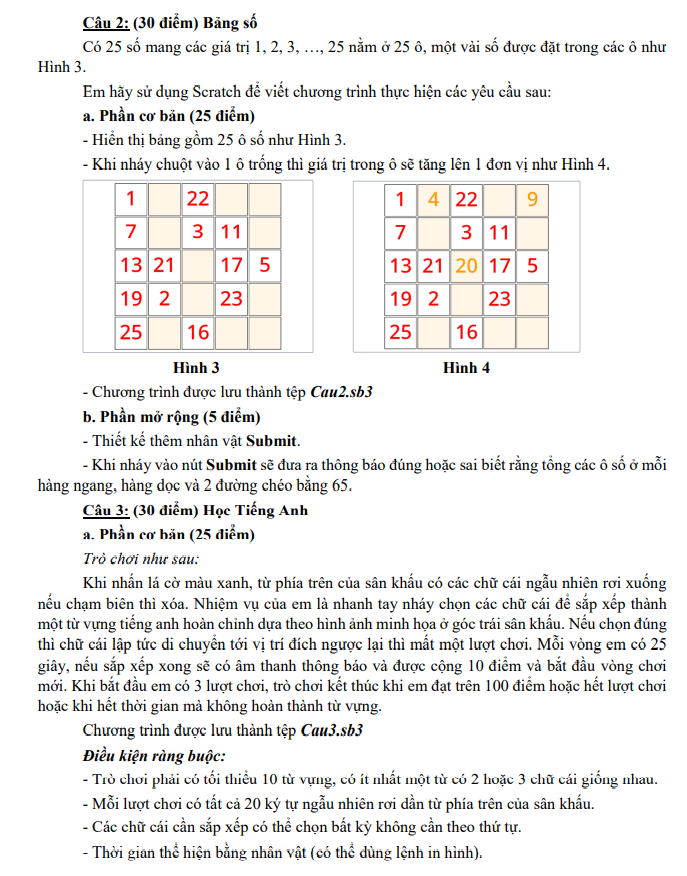 Câu 2: (30 điểm) Bảng số
Có 25 số mang các giá trị 1, 2, 3, …, 25 nằm ở 25 ô, một vài số được đặt trong các ô như
Hình 3.
Em hãy sử dụng Scratch để viết chương trình thực hiện các yêu cầu sau:
a. Phần cơ bản (25 điểm)
- Hiển thị bảng gồm 25 ô số như Hình 3.
- Khi nháy chuột vào 1 ô trống thì giá trị trong ô sẽ tăng lên 1 đơn vị như Hình 4.
1 22
7 3 11
13 21 17 5
19 2 23
25 16
Hình 3
1 4 22 9
7 3 11
13 21 20 17 5
19 2 23
25 16
Hình 4
- Chương trình được lưu thành tệp Cau2.sb3
b. Phần mở rộng (5 điểm)
- Thiết kế thêm nhân vật Submit.
- Khi nháy vào nút Submit sẽ đưa ra thông báo đúng hoặc sai biết rằng tổng các ô số ở mỗi
hàng ngang, hàng dọc và 2 đường chéo bằng 65.
Câu 3: (30 điểm) Học Tiếng Anh
a. Phần cơ bản (25 điểm)
Trò chơi như sau:
Khi nhấn lá cờ màu xanh, từ phía trên của sân khấu có các chữ cái ngẫu nhiên rơi xuống
nếu chạm biên thì xóa. Nhiệm vụ của em là nhanh tay nháy chọn các chữ cái để sắp xếp thành
một từ vựng tiếng anh hoàn chỉnh dựa theo hình ảnh minh họa ở góc trái sân khấu. Nếu chọn đúng
thì chữ cái lập tức di chuyển tới vị trí đích ngược lại thì mất một lượt chơi. Mỗi vòng em có 25
giây, nếu sắp xếp xong sẽ có âm thanh thông báo và được cộng 10 điểm và bắt đầu vòng chơi
mới. Khi bắt đầu em có 3 lượt chơi, trò chơi kết thúc khi em đạt trên 100 điểm hoặc hết lượt chơi
hoặc khi hết thời gian mà không hoàn thành từ vựng.
Chương trình được lưu thành tệp Cau3.sb3
Điều kiện ràng buộc:
- Trò chơi phải có tối thiểu 10 từ vựng, có ít nhất một từ có 2 hoặc 3 chữ cái giống nhau.
- Mỗi lượt chơi có tất cả 20 ký tự ngẫu nhiên rơi dần từ phía trên của sân khấu.
- Các chữ cái cần sắp xếp có thể chọn bất kỳ không cần theo thứ tự.
- Thời gian thể hiện bằng nhân vật (có thể dùng lệnh in hình).